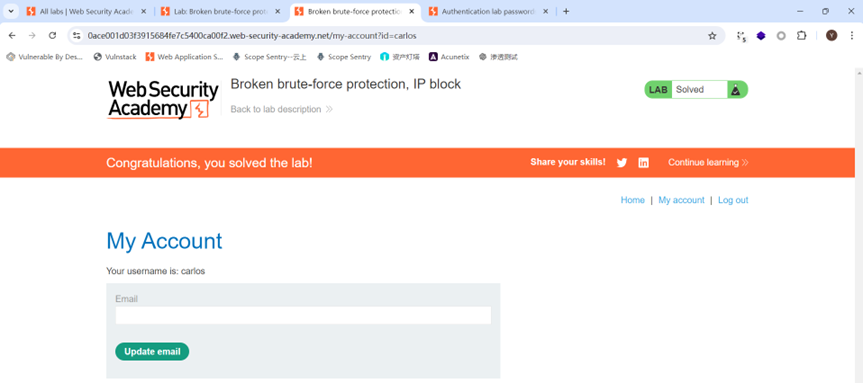 All labs | Web Security Acade
Lab: Broken brute-force prot
Broken brute-force protection
Authentication lab passwords
0ace001d03f3915684fe7c5400ca00f2.web-security-academy.net/my-account?id=carlos
Vulnerable By Des...
Vulnstack
Web Application S...
Scope Sentry--云上
Scope Sentry
资产灯塔
Acunetix
渗透测试
Web Security
Academy
Broken brute-force protection, IP block
Back to lab description
LAB
Solved
Congratulations, you solved the lab!
Share your skills!
Continue learning
Home | My account | Log out
My Account
Your username is: carlos
Email
Update email